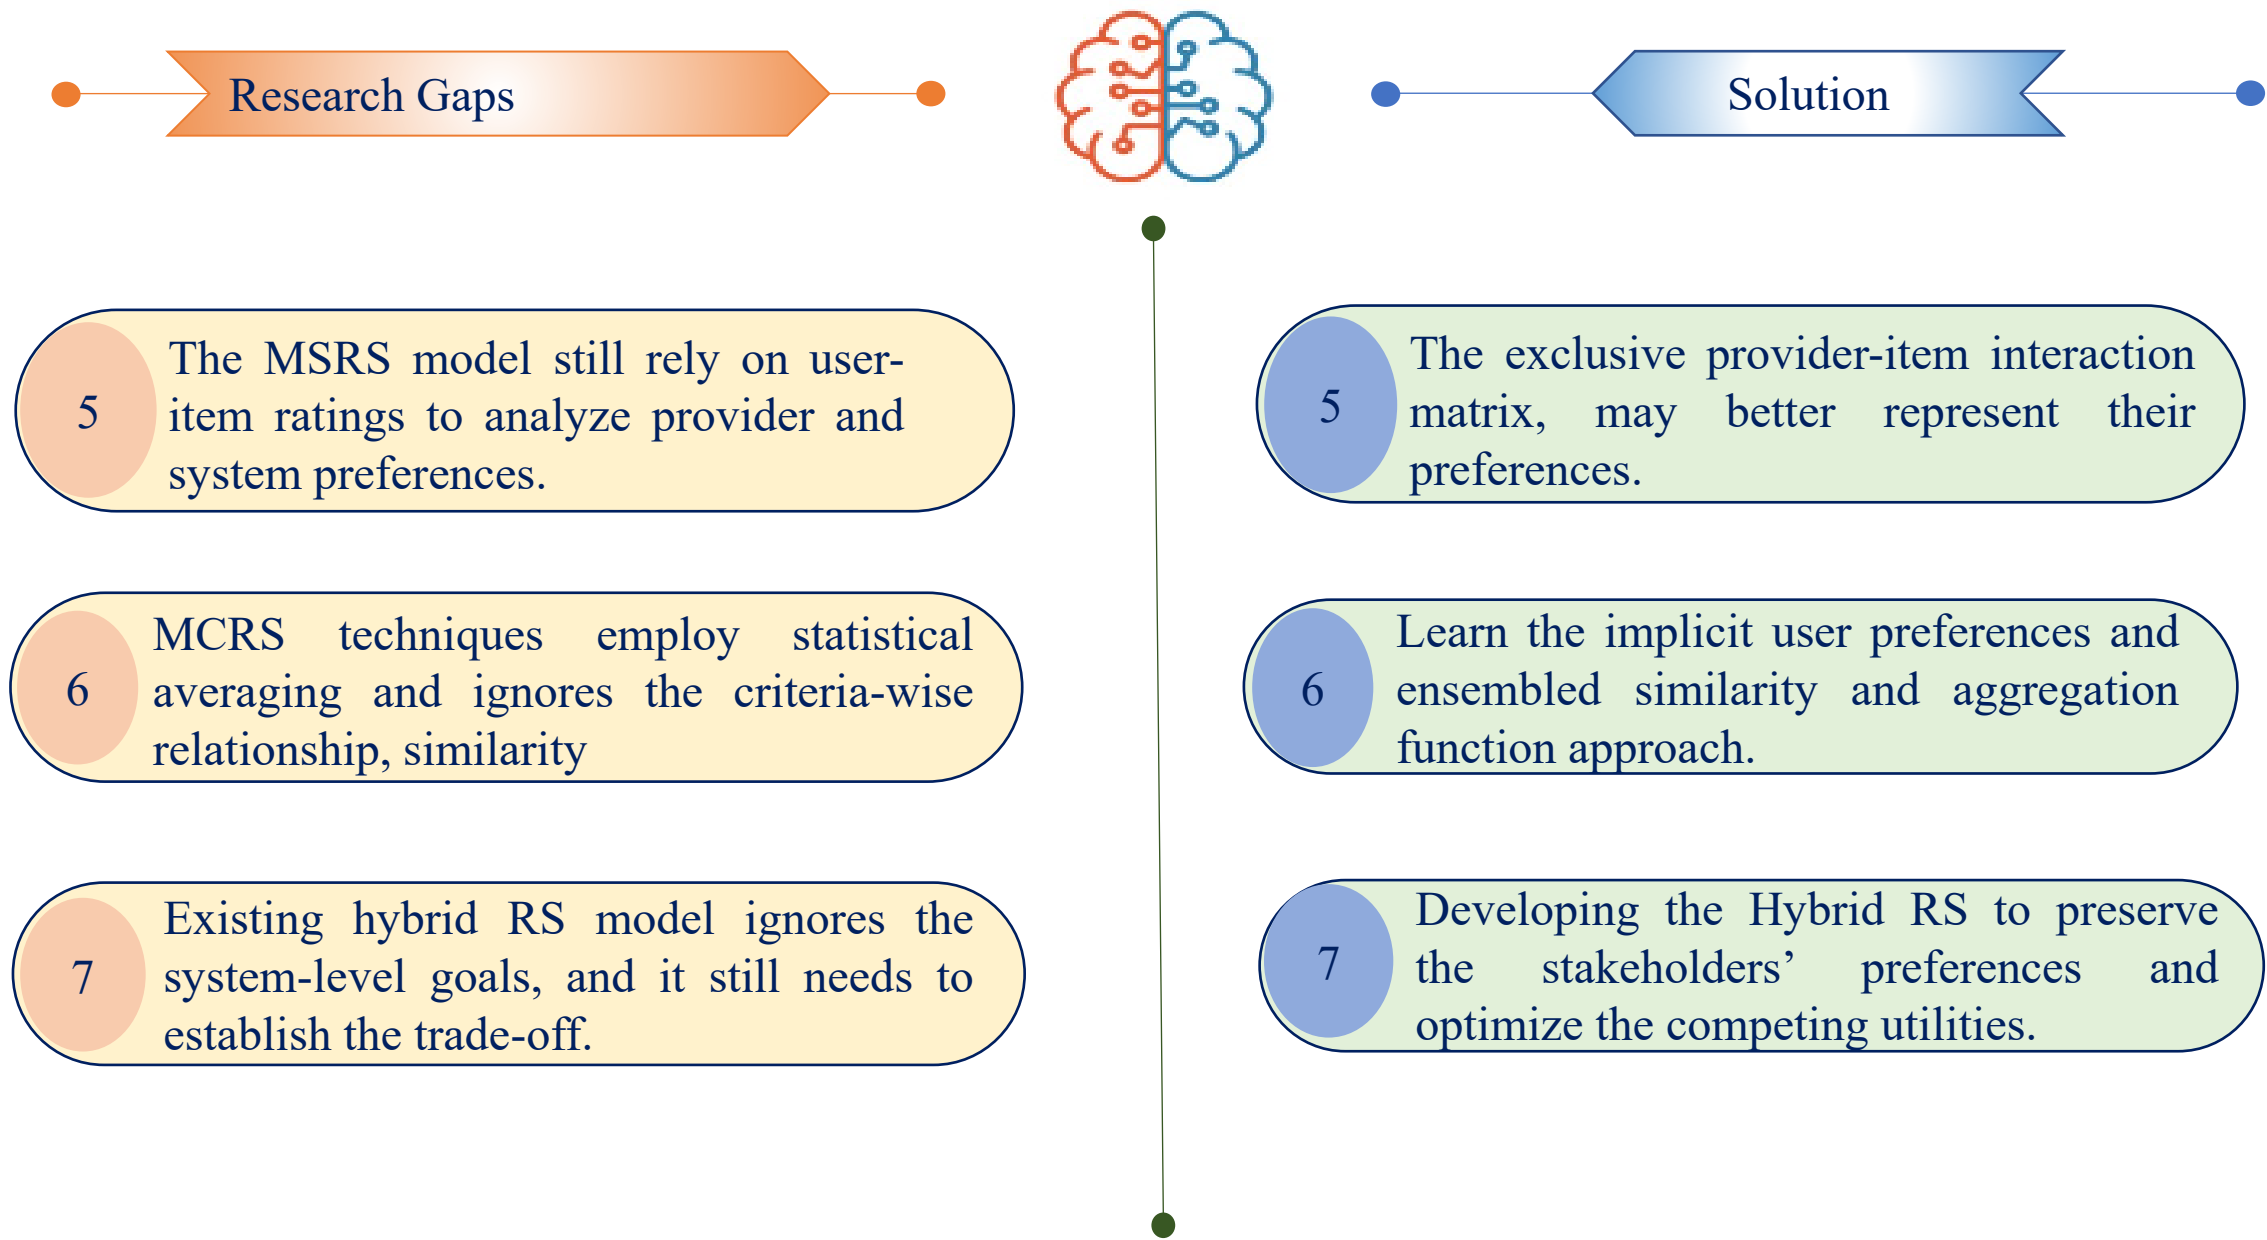 Research Gaps
Solution
5
The MSRS model still rely on user-
item ratings to analyze provider and
system preferences.
5
The exclusive provider-item interaction
matrix, may better represent their
preferences.
6
MCRS techniques employ statistical
averaging and ignores the criteria-wise
relationship, similarity
6
Learn the implicit user preferences and
ensembled similarity and aggregation
function approach.
7
Existing hybrid RS model ignores the
system-level goals, and it still needs to
establish the trade-off.
7
Developing the Hybrid RS to preserve
the stakeholders’ preferences and
optimize the competing utilities.